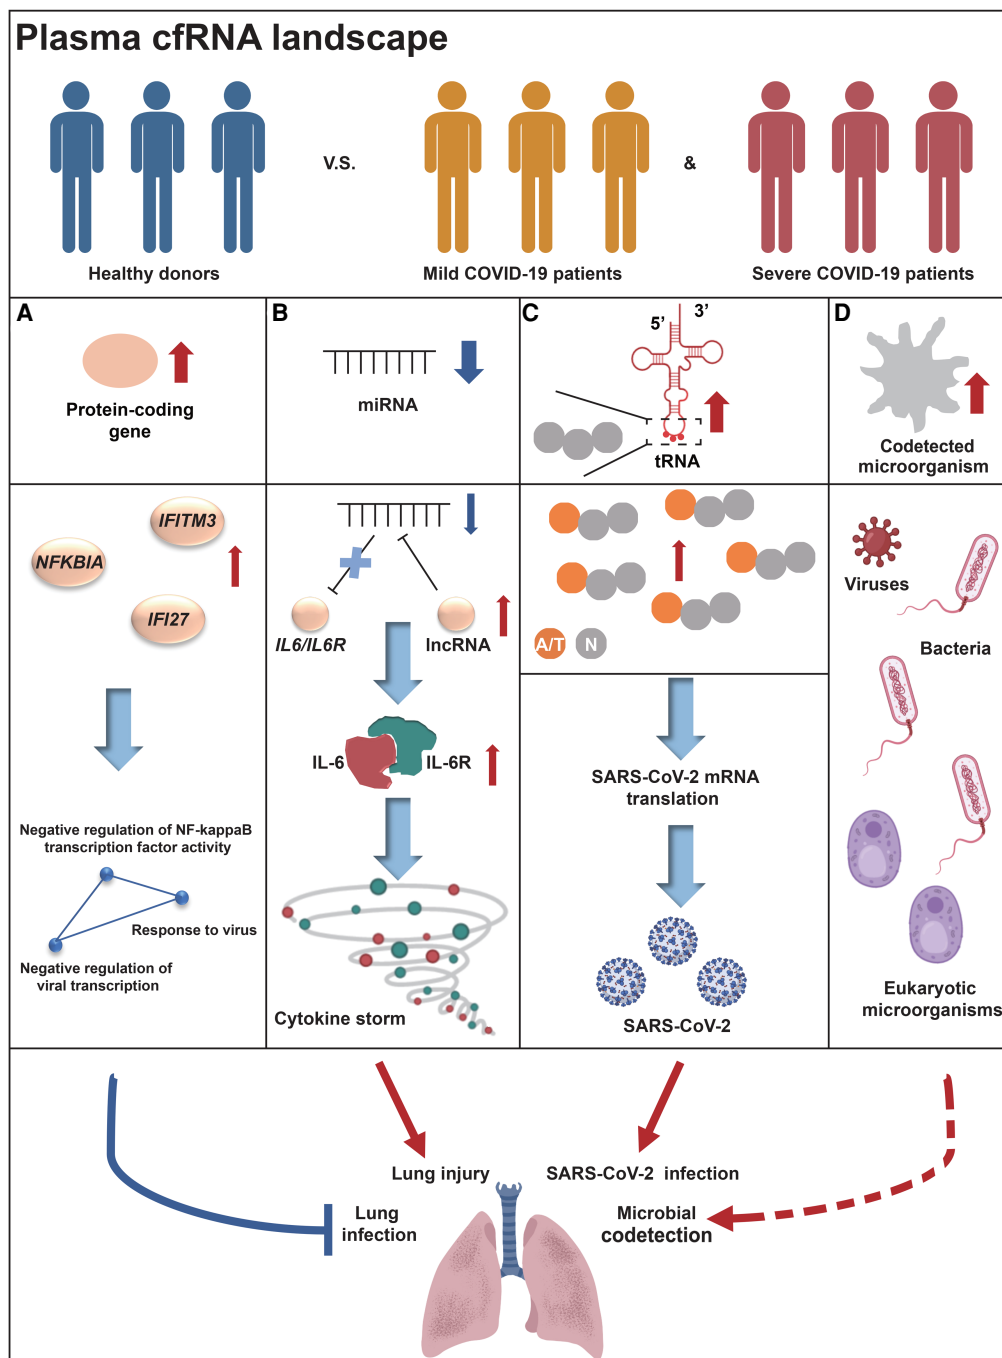 Plasma cfRNA landscape
V.S.
&
Healthy donors
Mild COVID-19 patients
Severe COVID-19 patients
A
Protein-coding
gene
IFITM3
NFKBIA
IFI27
Negative regulation of NF-kappaB
transcription factor activity
Response to virus
Negative regulation of
viral transcription
B
miRNA
IL6/IL6R
lncRNA
IL-6
IL-6R
Cytokine storm
C
5’
3’
tRNA
A/T
N
SARS-CoV-2 mRNA
translation
SARS-CoV-2
D
Codetected
microorganism
Viruses
Bacteria
Eukaryotic
microorganisms
Lung injury
SARS-CoV-2 infection
Lung
infection
Microbial
codetection